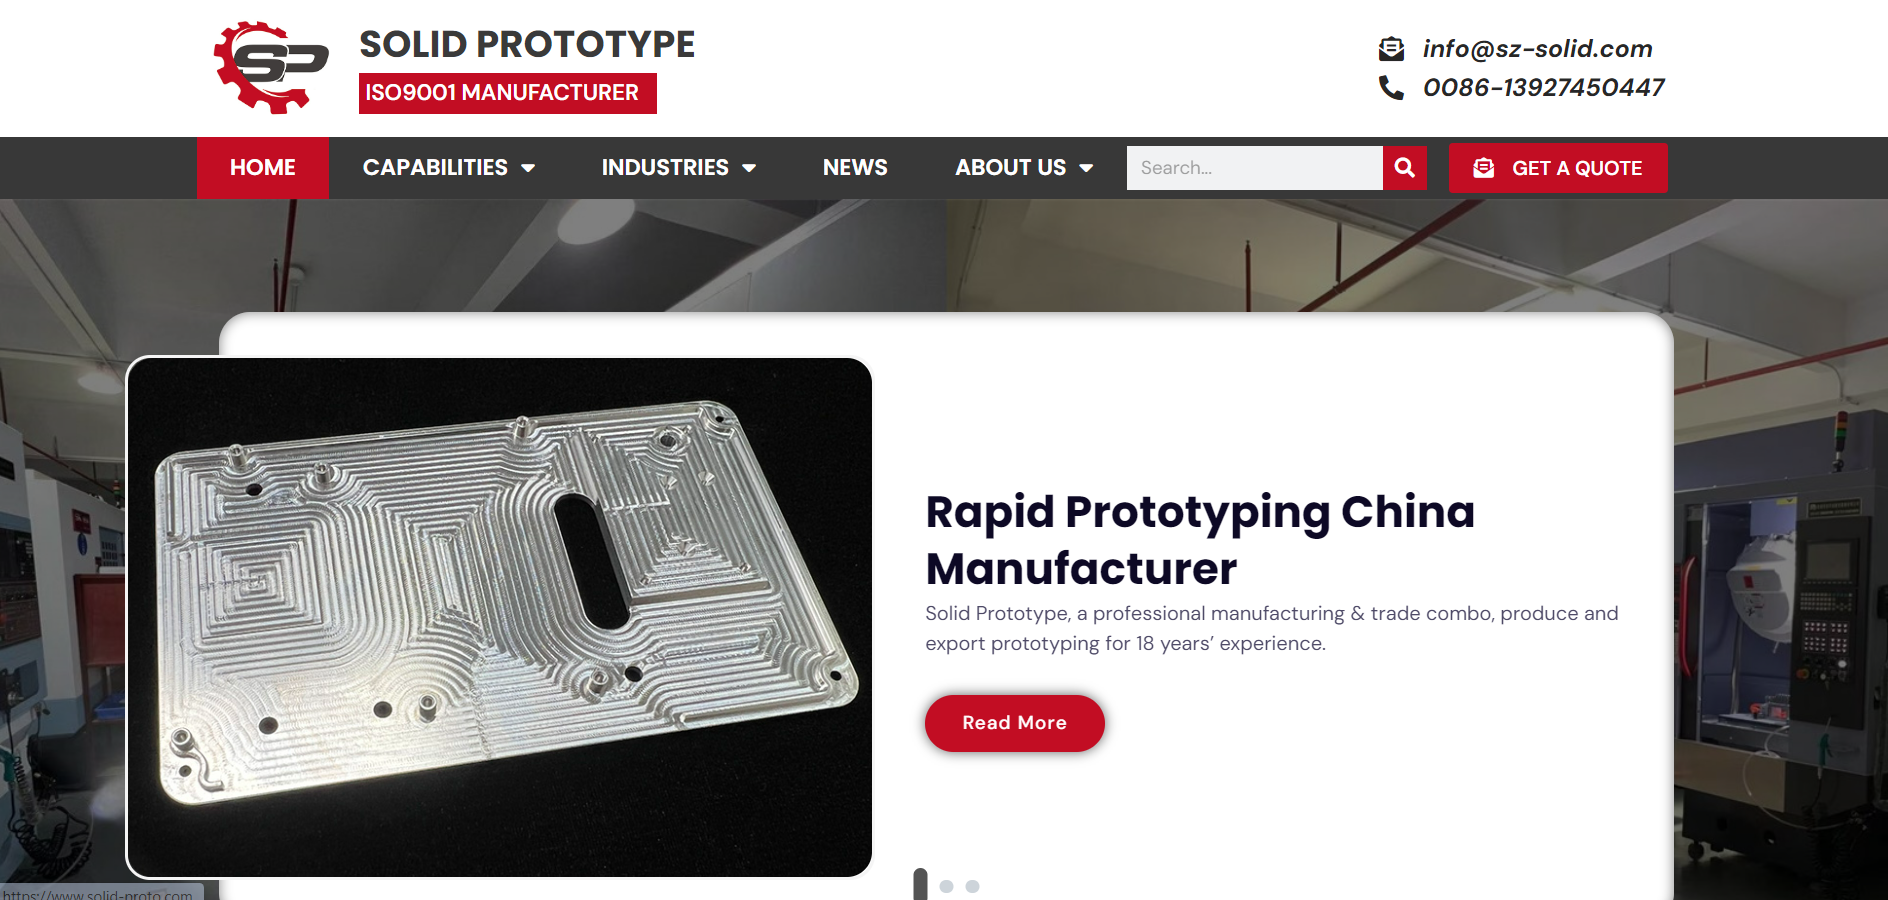 SP
SOLID PROTOTYPE
ISO9001 MANUFACTURER
info@sz-solid.com
0086-13927450447
HOME
CAPABILITIES
INDUSTRIES
NEWS
ABOUT US
Search...
GET A QUOTE
Rapid Prototyping China
Manufacturer
Solid Prototype, a professional manufacturing & trade combo, produce and
export prototyping for 18 years’ experience.
Read More
https://www.solid-proto.com